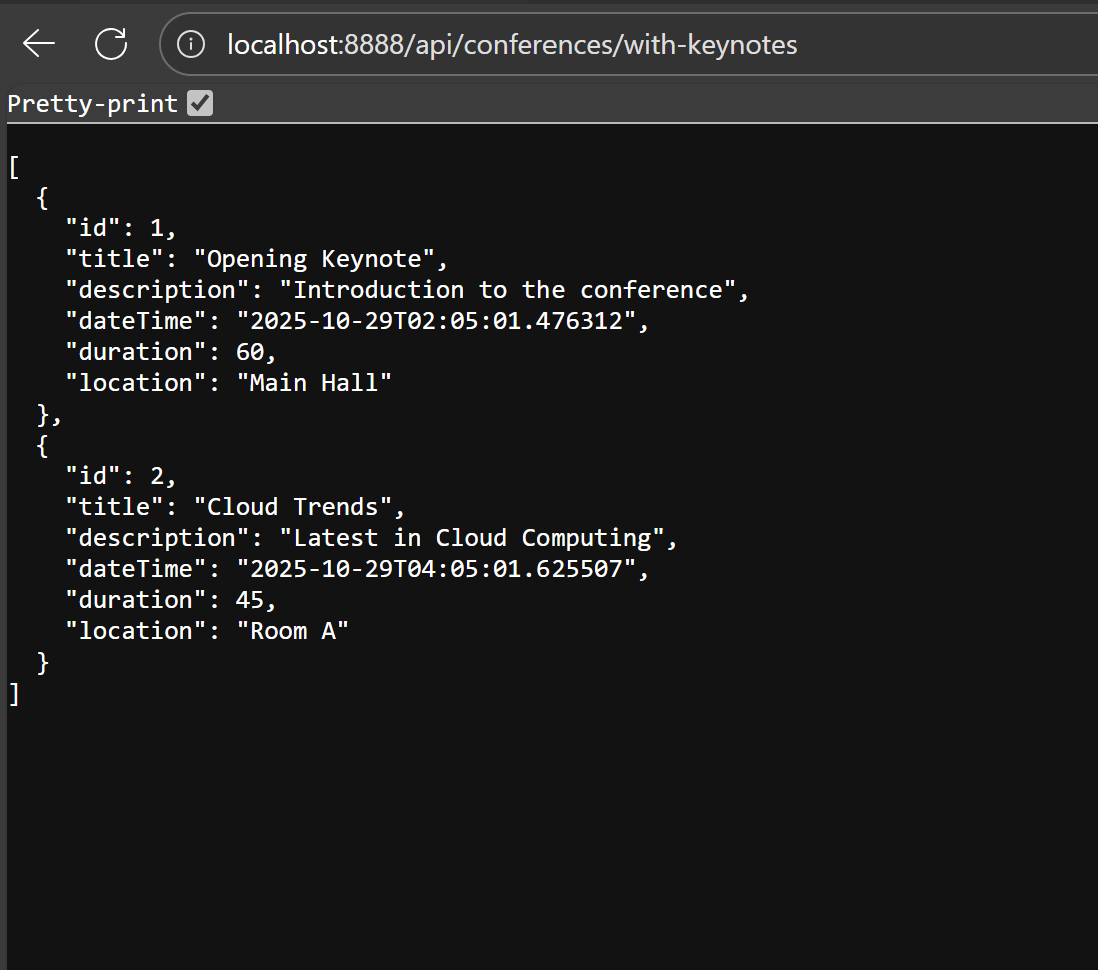 localhost:8888/api/conferences/with-keynotes
Pretty-print
[
  {
    "id": 1,
    "title": "Opening Keynote",
    "description": "Introduction to the conference",
    "dateTime": "2025-10-29T02:05:01.476312",
    "duration": 60,
    "location": "Main Hall"
  },
  {
    "id": 2,
    "title": "Cloud Trends",
    "description": "Latest in Cloud Computing",
    "dateTime": "2025-10-29T04:05:01.625507",
    "duration": 45,
    "location": "Room A"
  }
]